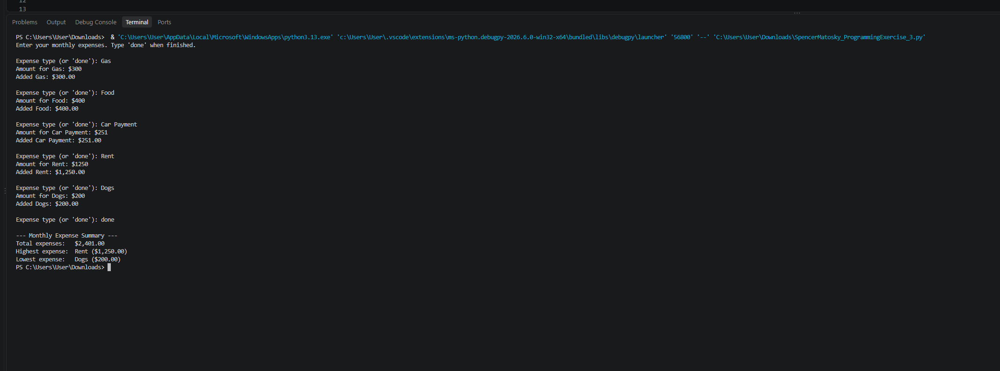 12
13
Problems Output Debug Console Terminal Ports
PS C:\Users\User\Downloads>  & 'C:\Users\User\AppData\Local\Microsoft\WindowsApps\python3.13.exe' 'c:\Users\User\.vscode\extensions\ms-python.debugpy-2026.6.0-win32-x64\bundled\libs\debugpy\launcher' '56800' '--' 'C:\Users\User\Downloads\SpencerMatosky_ProgrammingExercise_3.py'
Enter your monthly expenses. Type 'done' when finished.
Expense type (or 'done'): Gas
Amount for Gas: $300
Added Gas: $300.00
Expense type (or 'done'): Food
Amount for Food: $400
Added Food: $400.00
Expense type (or 'done'): Car Payment
Amount for Car Payment: $251
Added Car Payment: $251.00
Expense type (or 'done'): Rent
Amount for Rent: $1250
Added Rent: $1,250.00
Expense type (or 'done'): Dogs
Amount for Dogs: $200
Added Dogs: $200.00
Expense type (or 'done'): done
--- Monthly Expense Summary ---
Total expenses:   $2,401.00
Highest expense:  Rent ($1,250.00)
Lowest expense:   Dogs ($200.00)
PS C:\Users\User\Downloads>